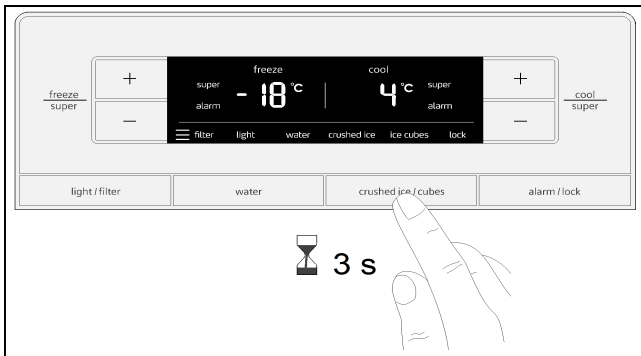 freeze cool
super - 18 °C 4 °C super
alarm alarm
filter light water crushed ice ice cubes lock
freeze
super
+
−
+
−
cool
super
light / filter water crushed ice / cubes alarm / lock
3 s